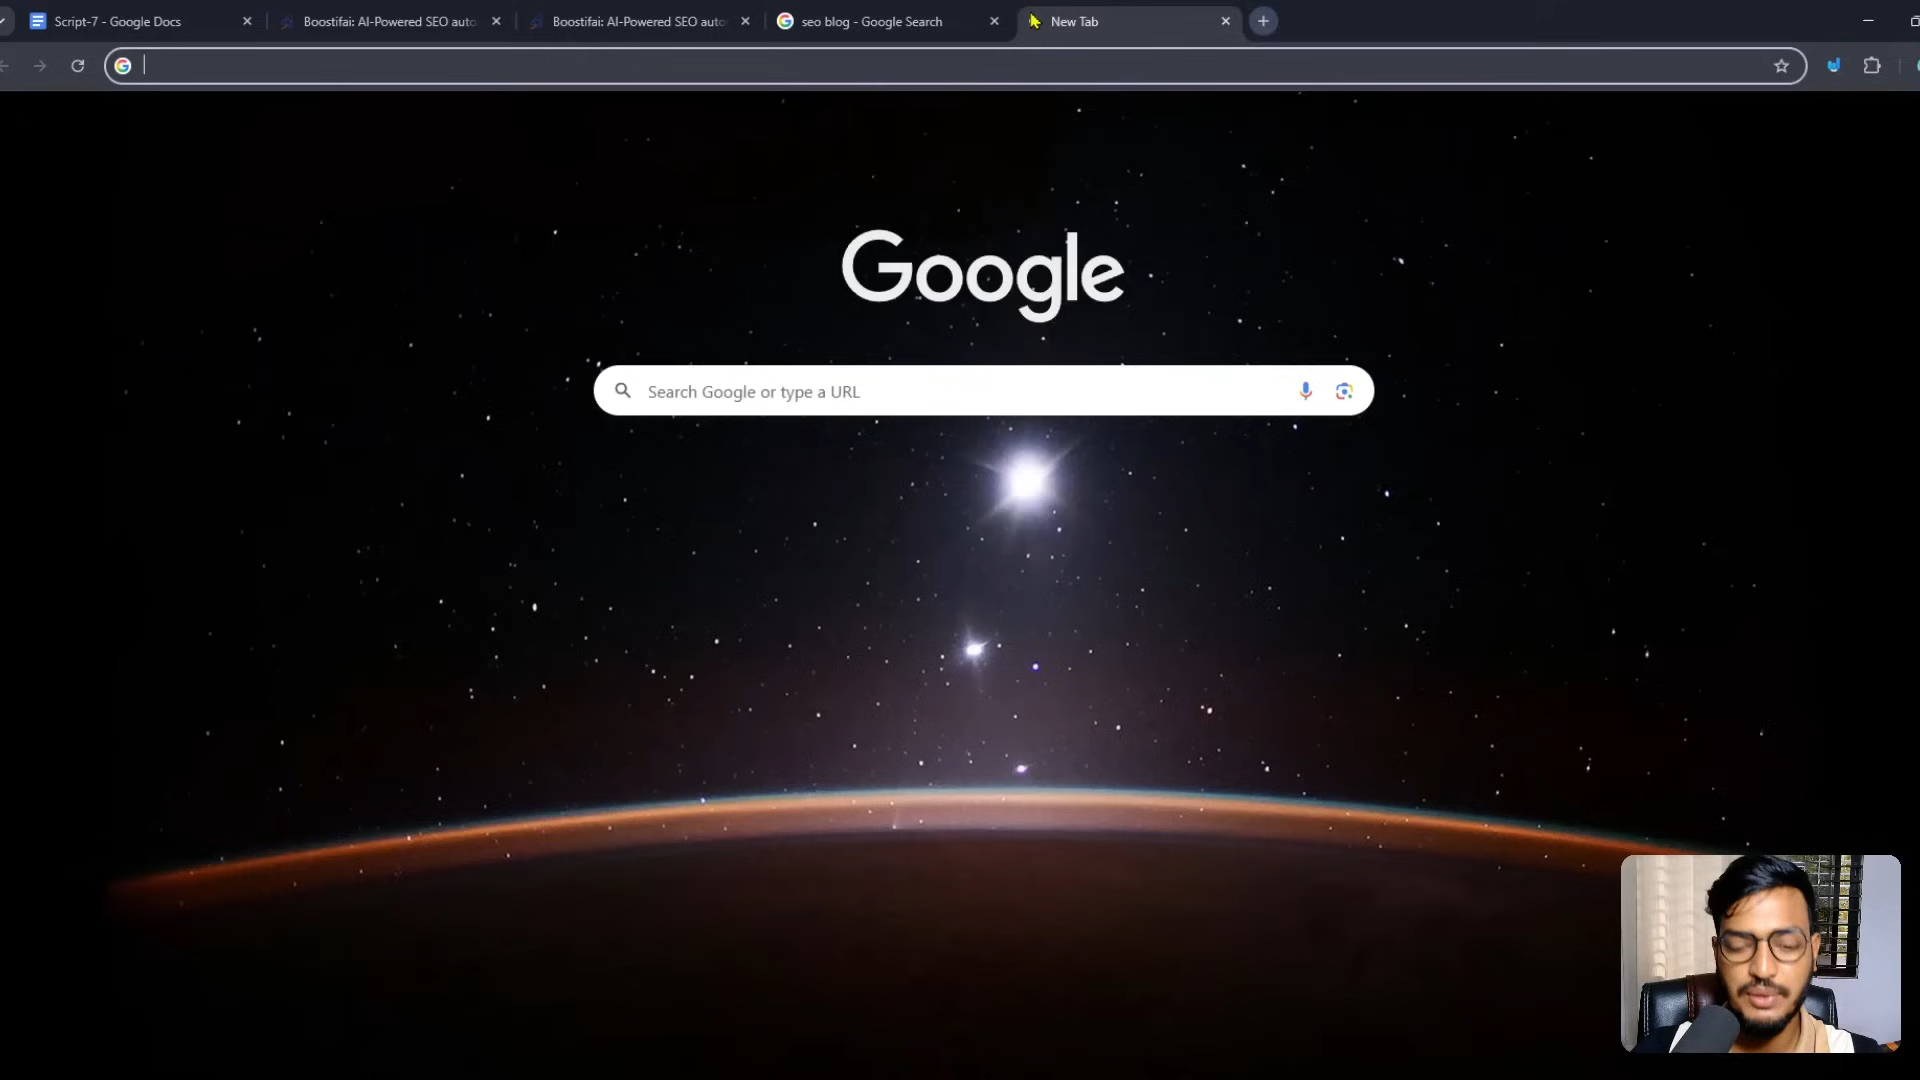 Script-7 - Google Docs
Boostifai: AI-Powered SEO auto
Boostifai: AI-Powered SEO auto
seo blog - Google Search
New Tab
Google
Search Google or type a URL